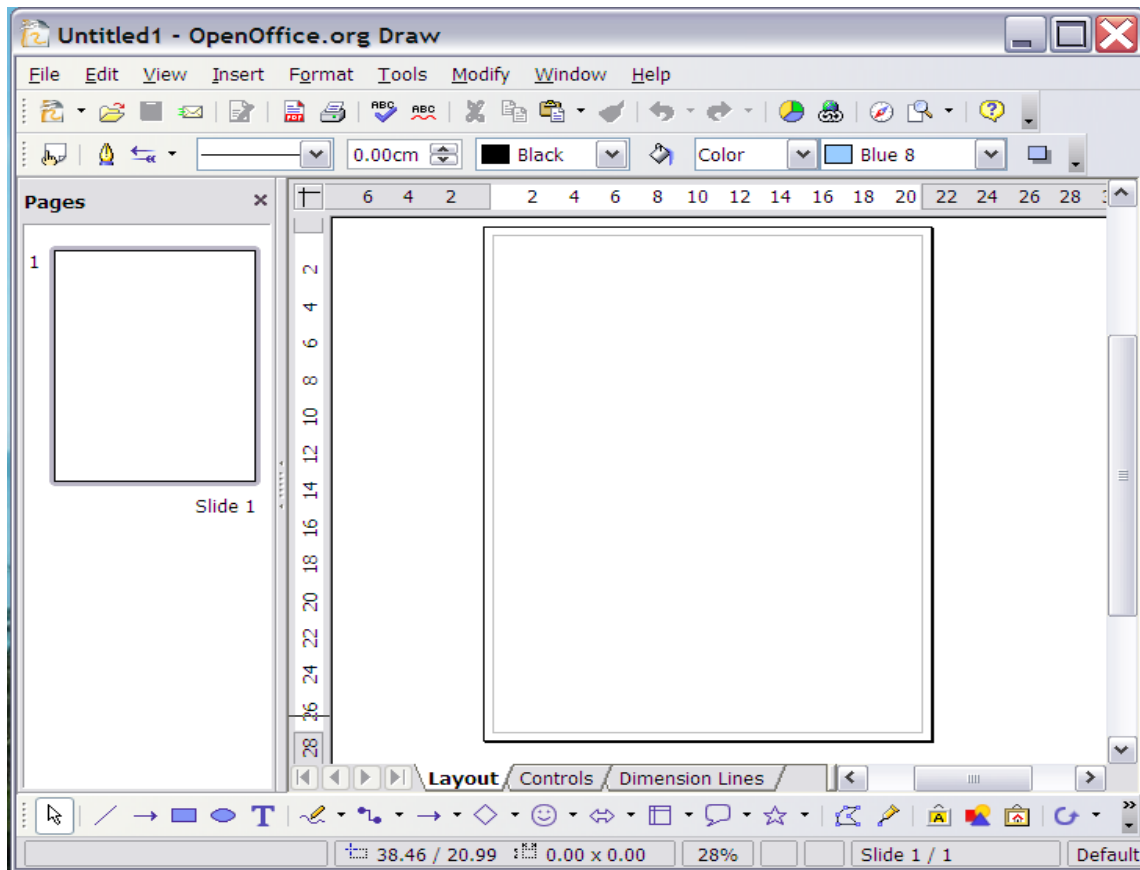 Untitled1 - OpenOffice.org Draw
File Edit View Insert Format Tools Modify Window Help
PDF ABC ABC
0.00cm Black Color Blue 8
Pages ×
6 4 2 2 4 6 8 10 12 14 16 18 20 22 24 26 28
1
Slide 1
2
4
6
8
10
12
14
16
18
20
22
24
26
28
Layout Controls Dimension Lines
T A
38.46 / 20.99 0.00 x 0.00 28% Slide 1 / 1 Default